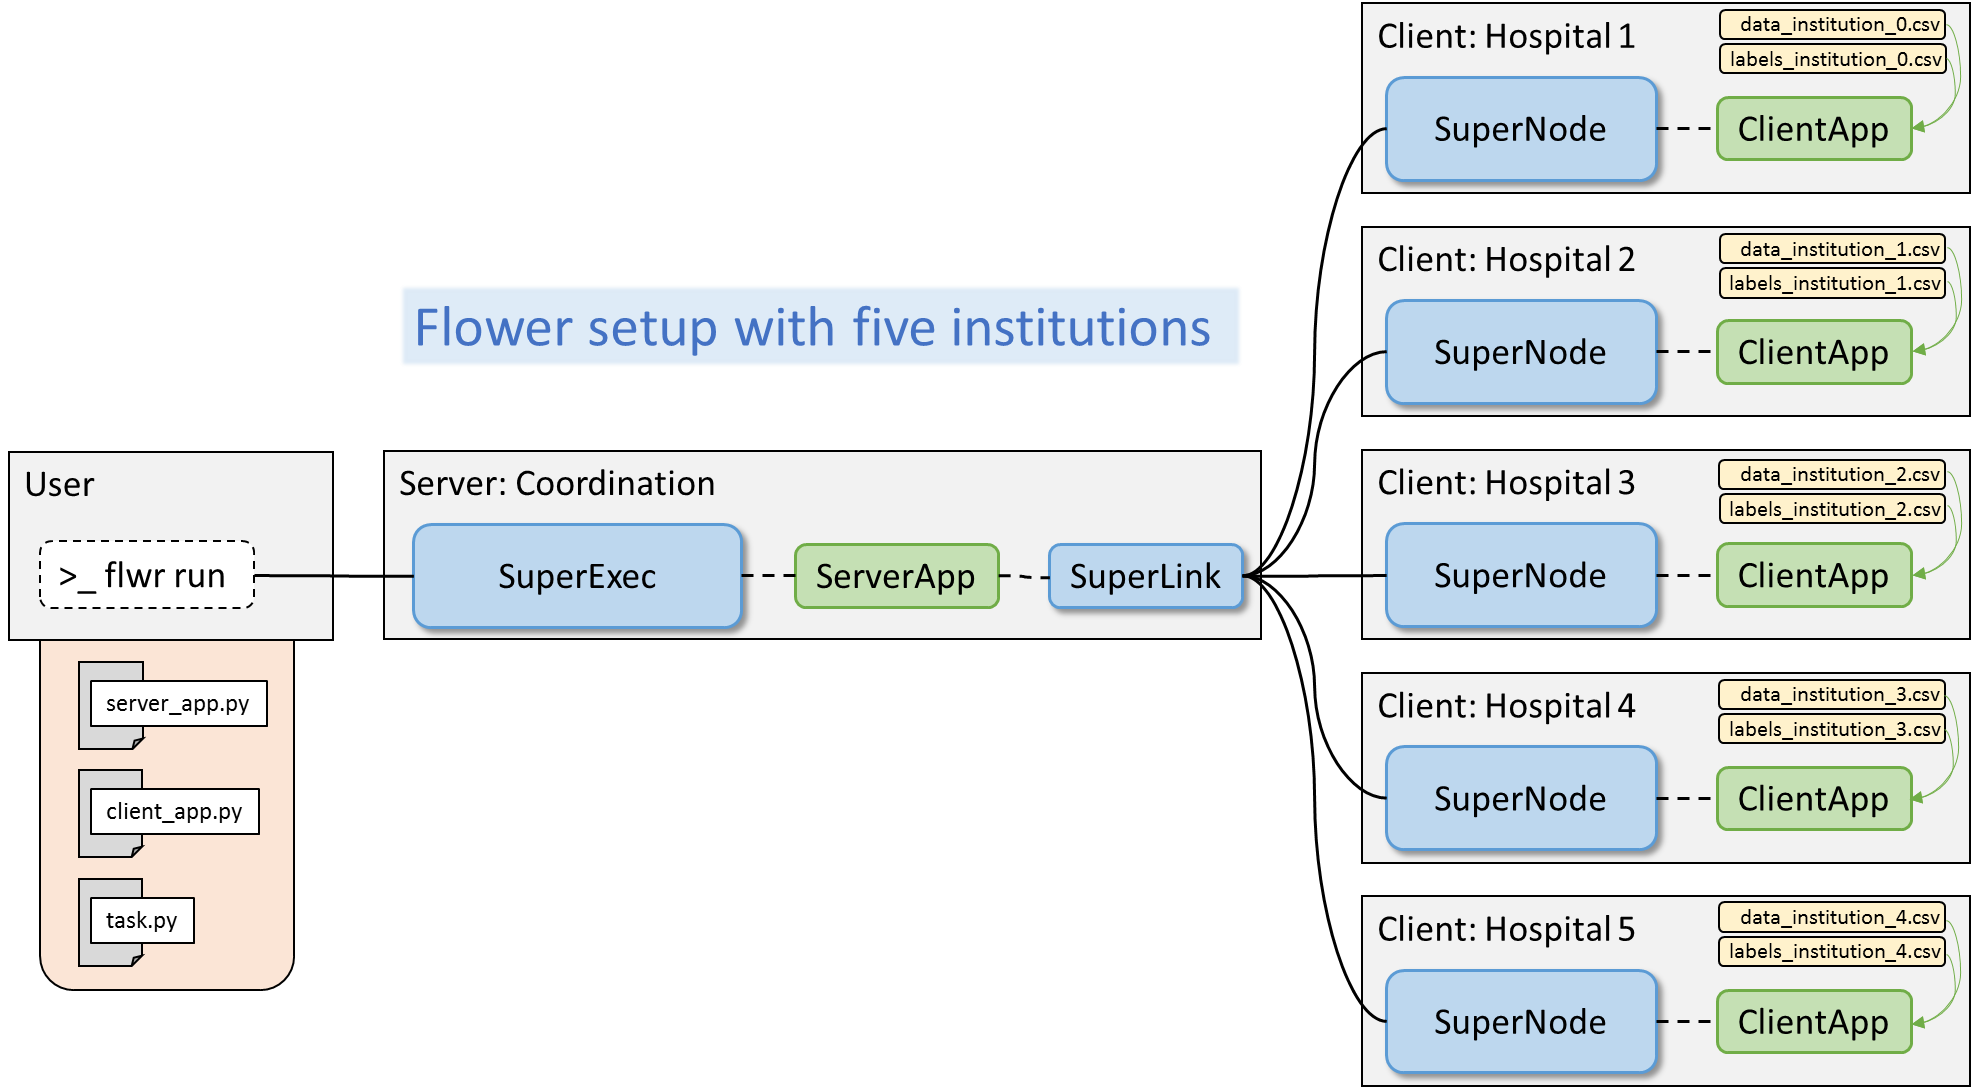 Flower setup with five institutions
User
>_ flwr run
server_app.py
client_app.py
task.py
Server: Coordination
SuperExec
ServerApp
SuperLink
Client: Hospital 1
data_institution_0.csv
labels_institution_0.csv
SuperNode
ClientApp
Client: Hospital 2
data_institution_1.csv
labels_institution_1.csv
SuperNode
ClientApp
Client: Hospital 3
data_institution_2.csv
labels_institution_2.csv
SuperNode
ClientApp
Client: Hospital 4
data_institution_3.csv
labels_institution_3.csv
SuperNode
ClientApp
Client: Hospital 5
data_institution_4.csv
labels_institution_4.csv
SuperNode
ClientApp